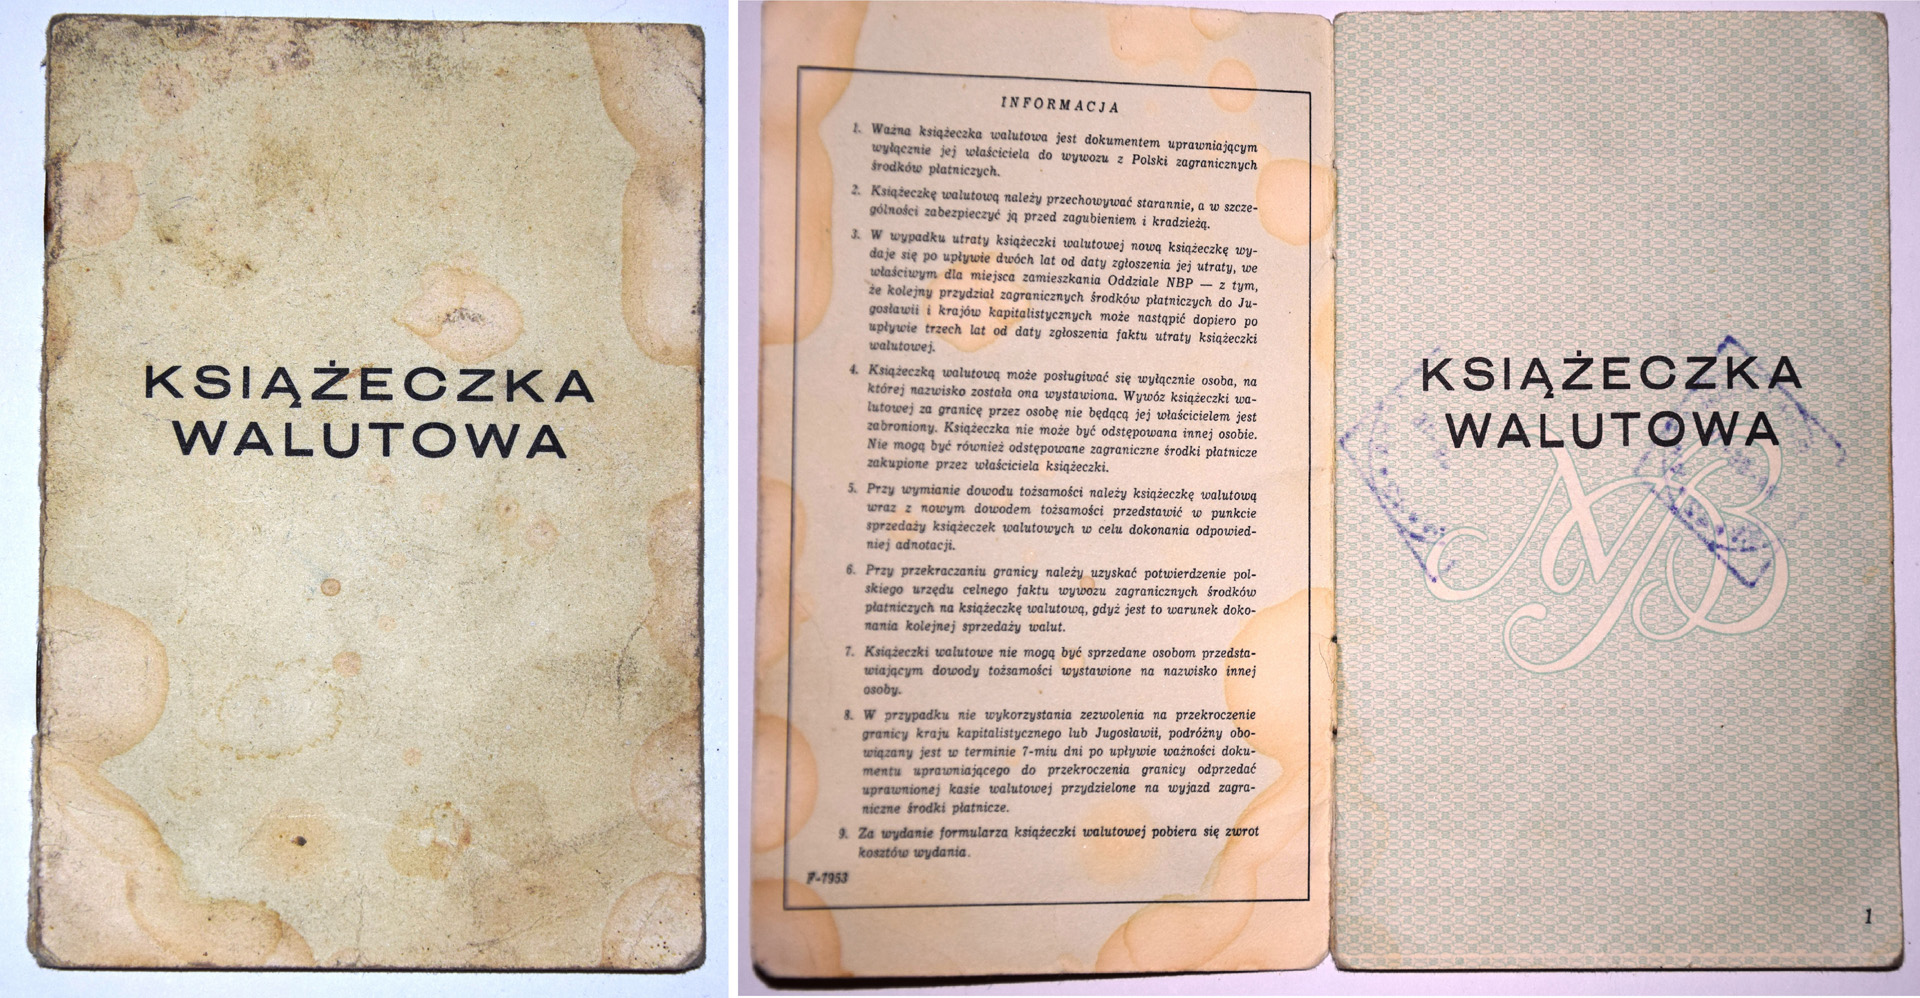 KSIĄŻECZKA
WALUTOWA
INFORMACJA
1. Ważna książeczka walutowa jest dokumentem uprawniającym
wyłącznie jej właściciela do wywozu z Polski zagranicznych
środków płatniczych.
2. Książeczkę walutową należy przechowywać starannie, a w szcze-
gólności zabezpieczyć ją przed zagubieniem i kradzieżą.
3. W wypadku utraty książeczki walutowej nową książeczkę wy-
daje się po upływie dwóch lat od daty zgłoszenia jej utraty, we
właściwym dla miejsca zamieszkania Oddziale NBP — z tym,
że kolejny przydział zagranicznych środków płatniczych do Ju-
gosławii i krajów kapitalistycznych może nastąpić dopiero po
upływie trzech lat od daty zgłoszenia faktu utraty książeczki
walutowej.
4. Książeczką walutową może posługiwać się wyłącznie osoba, na
której nazwisko została ona wystawiona. Wywóz książeczki wa-
lutowej za granicę przez osobę nie będącą jej właścicielem jest
zabroniony. Książeczka nie może być odstępowana innej osobie.
Nie mogą być również odstępowane zagraniczne środki płatnicze
zakupione przez właściciela książeczki.
5. Przy wymianie dowodu tożsamości należy książeczkę walutową
wraz z nowym dowodem tożsamości przedstawić w punkcie
sprzedaży książeczek walutowych w celu dokonania odpowied-
niej adnotacji.
6. Przy przekraczaniu granicy należy uzyskać potwierdzenie pol-
skiego urzędu celnego faktu wywozu zagranicznych środków
płatniczych na książeczkę walutową, gdyż jest to warunek doko-
nania kolejnej sprzedaży walut.
7. Książeczki walutowe nie mogą być sprzedane osobom przedsta-
wiającym dowody tożsamości wystawione na nazwisko innej
osoby.
8. W przypadku nie wykorzystania zezwolenia na przekroczenie
granicy kraju kapitalistycznego lub Jugosławii, podróżny obo-
wiązany jest w terminie 7-miu dni po upływie ważności doku-
mentu uprawniającego do przekroczenia granicy odprzedać
uprawnionej kasie walutowej przydzielone na wyjazd zagra-
niczne środki płatnicze.
9. Za wydanie formularza książeczki walutowej pobiera się zwrot
kosztów wydania.
F-7953
KSIĄŻECZKA
WALUTOWA
NBP
1